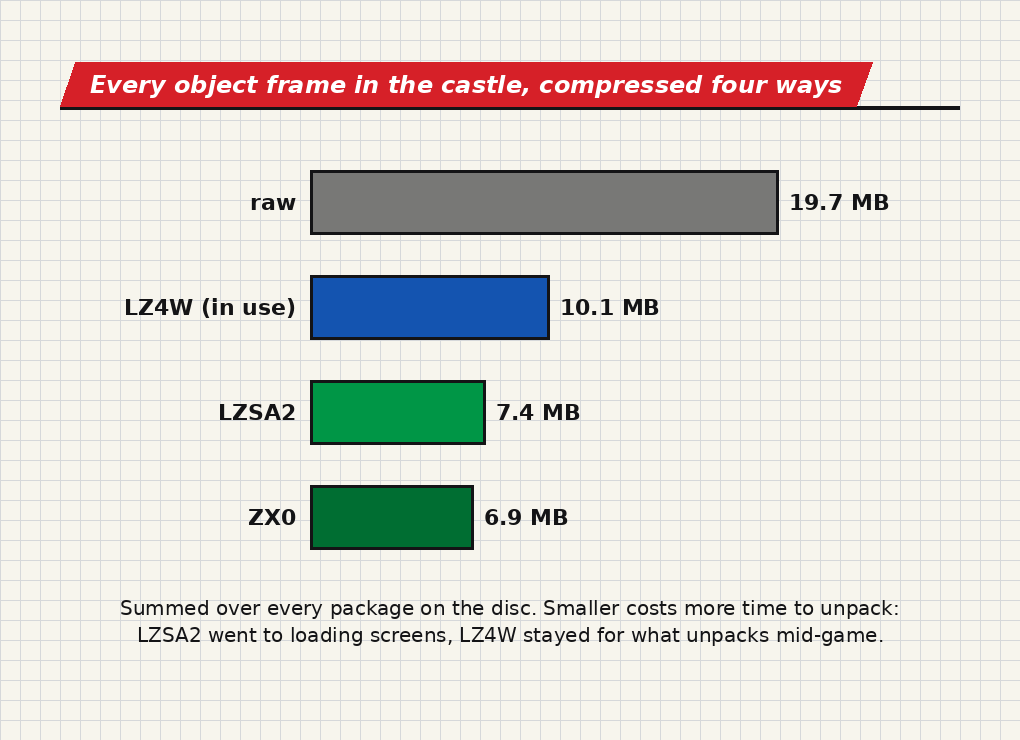 Every object frame in the castle, compressed four ways
raw
19.7 MB
LZ4W (in use)
10.1 MB
LZSA2
7.4 MB
ZX0
6.9 MB
Summed over every package on the disc. Smaller costs more time to unpack:
LZSA2 went to loading screens, LZ4W stayed for what unpacks mid-game.